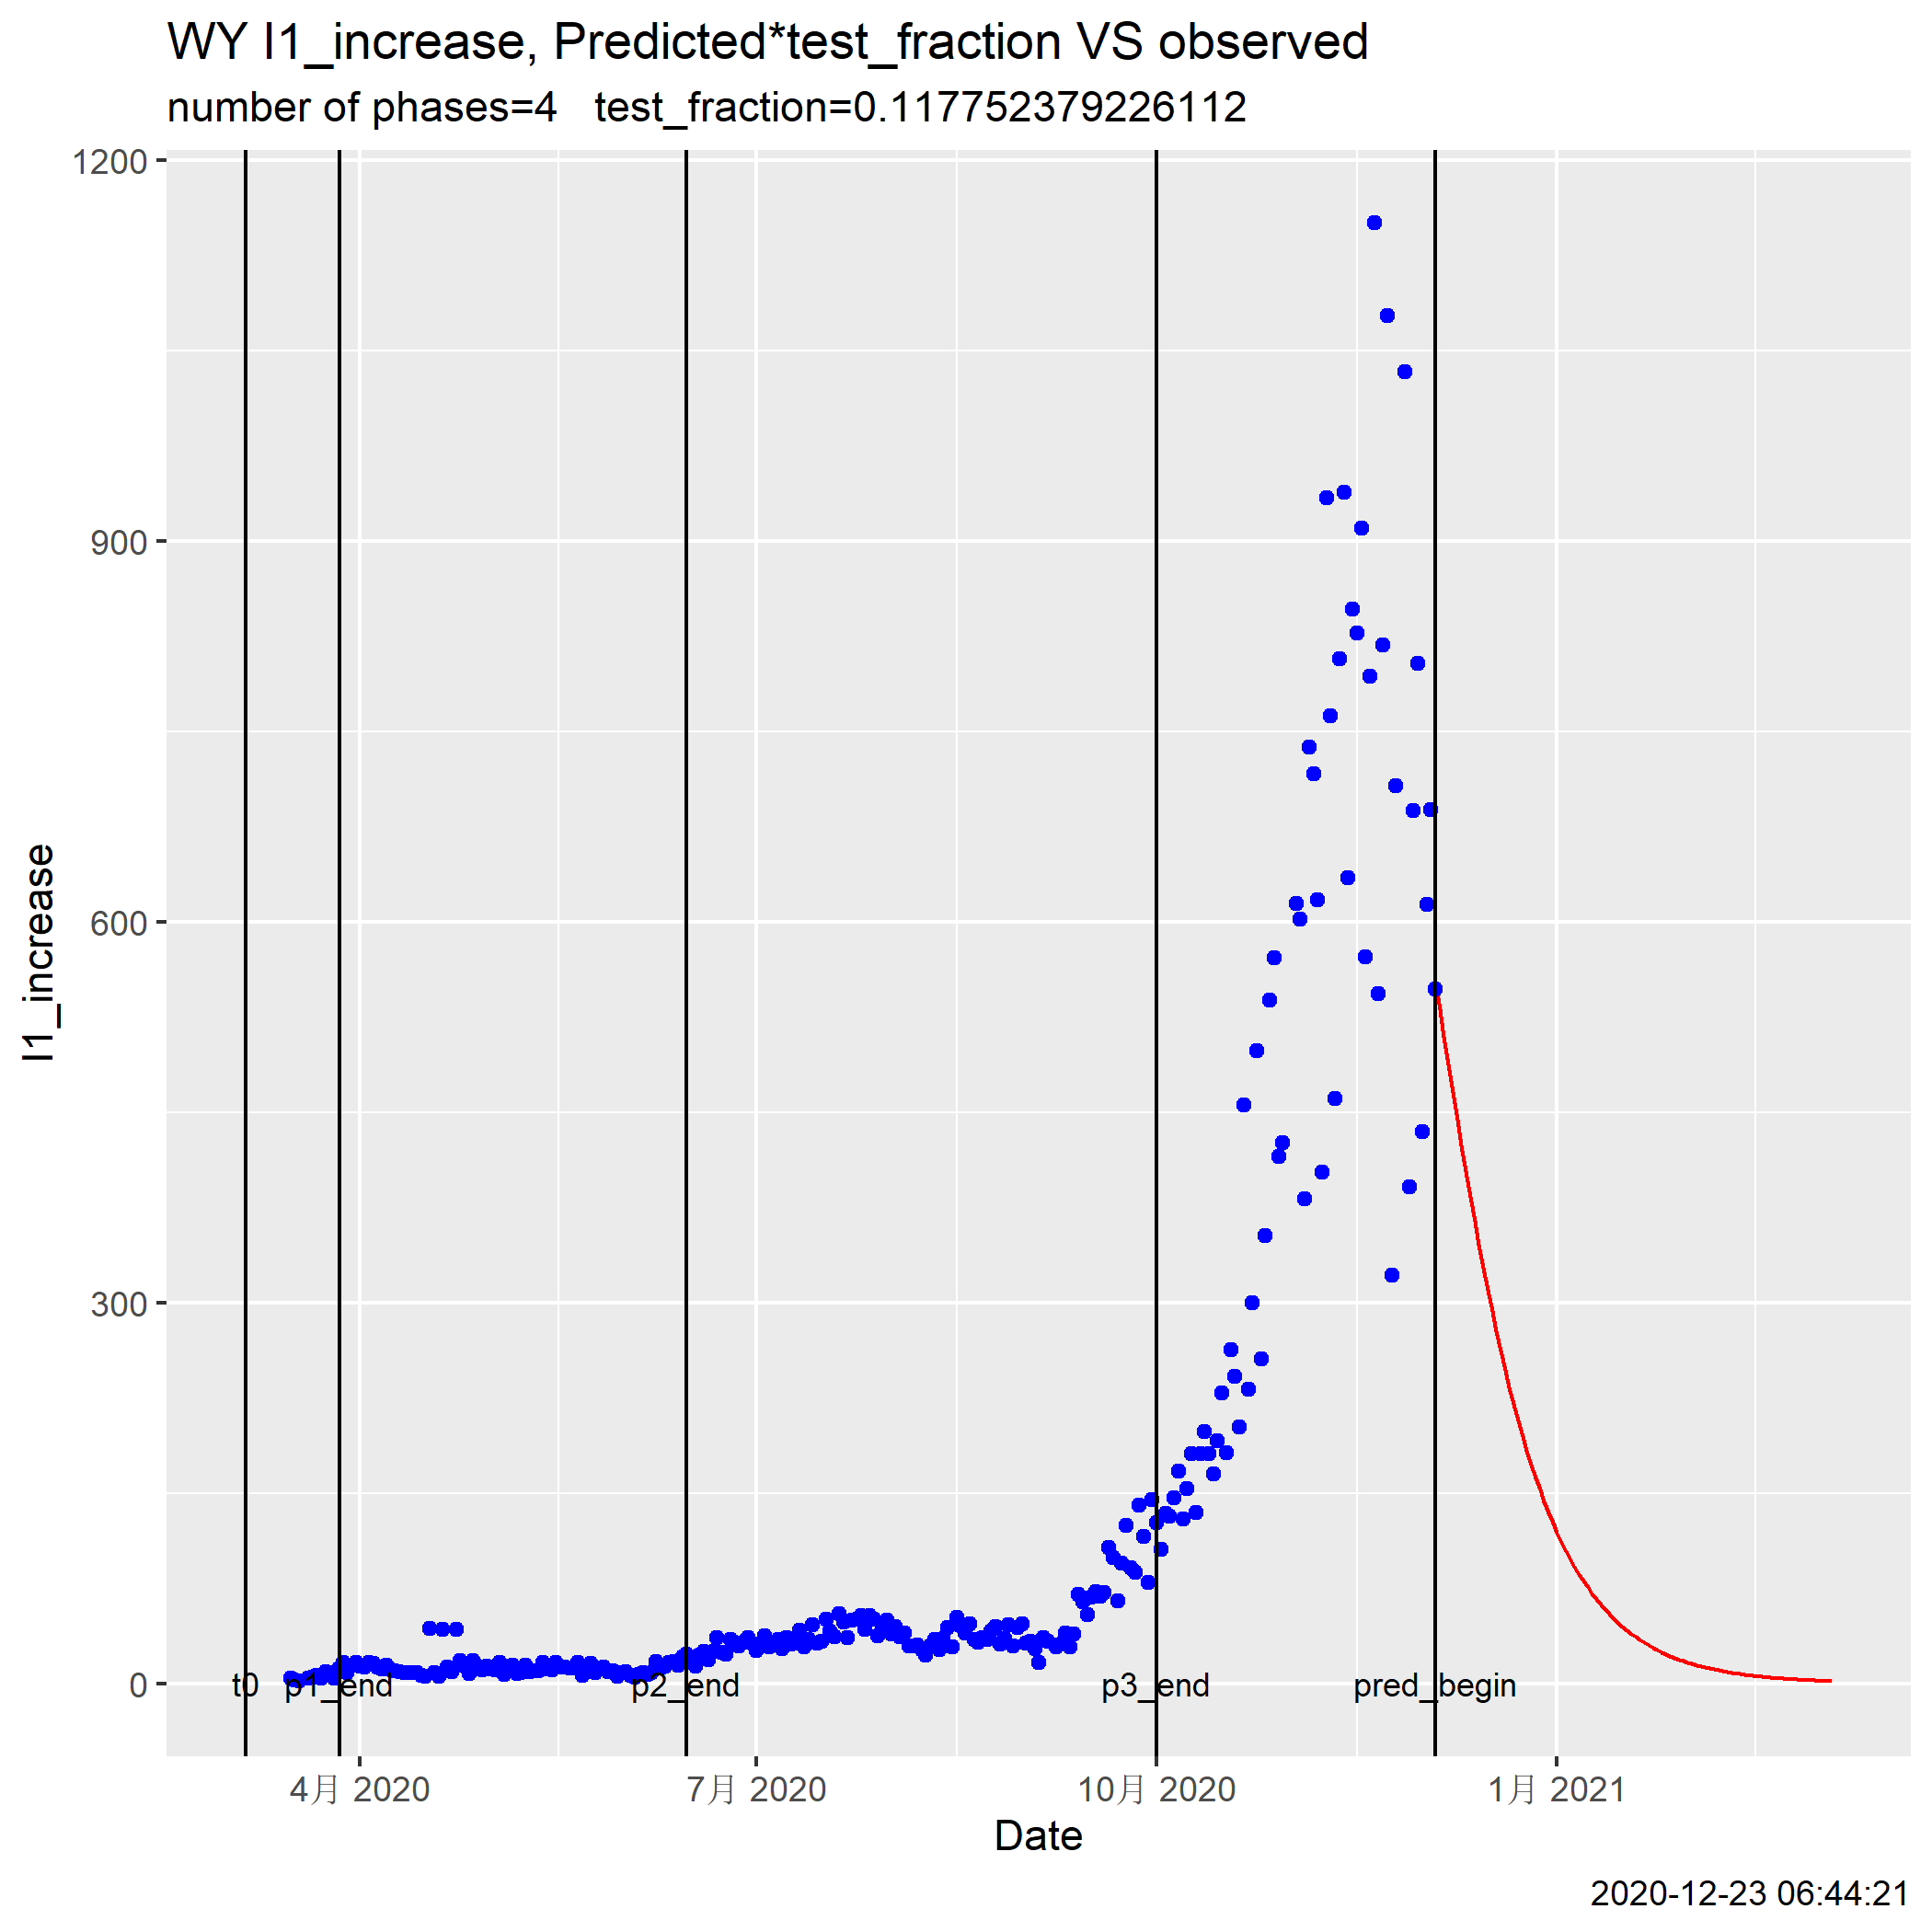 WY I1_increase, Predicted*test_fraction VS observed
number of phases=4   test_fraction=0.117752379226112
1200
900
600
300
0
I1_increase
t0 p1_end p2_end p3_end pred_begin
4月 2020 7月 2020 10月 2020 1月 2021
Date
2020-12-23 06:44:21